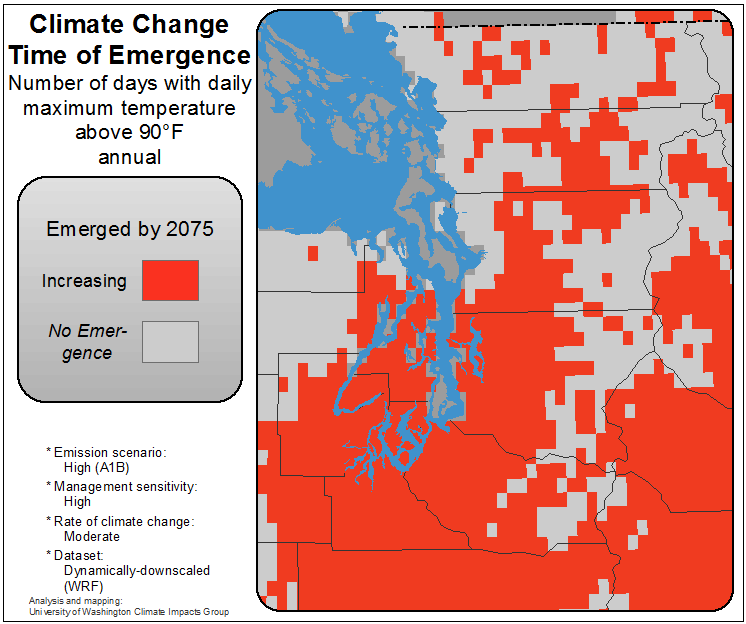 Climate Change
Time of Emergence
Number of days with daily
maximum temperature
above 90°F
annual
Emerged by 2075
Increasing
No Emer-
gence
* Emission scenario:
High (A1B)
* Management sensitivity:
High
* Rate of climate change:
Moderate
* Dataset:
Dynamically-downscaled
(WRF)
Analysis and mapping:
University of Washington Climate Impacts Group